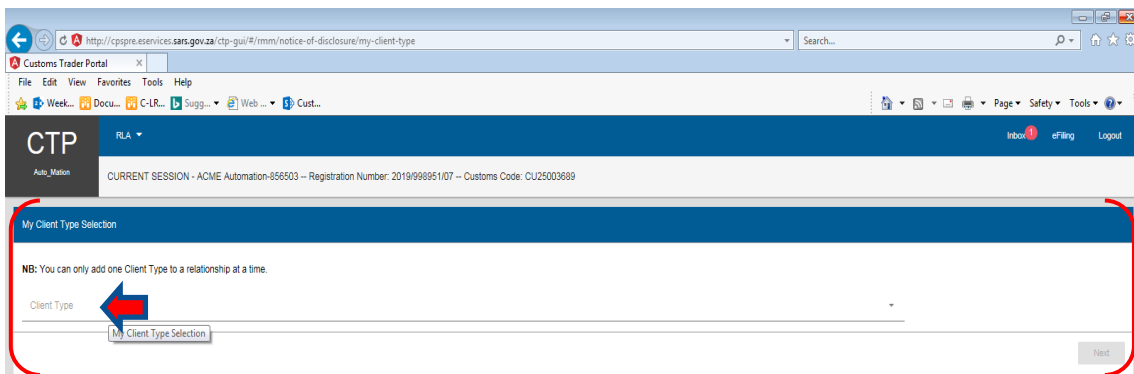 http://cpspre.eservices.sars.gov.za/ctp-gui/#/rmm/notice-of-disclosure/my-client-type
Search...
Customs Trader Portal
File Edit View Favorites Tools Help
Week... Docu... C-LR... Sugg... Web ... Cust...
Page Safety Tools
CTP
RLA
Inbox 1 eFiling Logout
Auto_Mation
CURRENT SESSION - ACME Automation-856503 -- Registration Number: 2019/998951/07 -- Customs Code: CU25003689
My Client Type Selection
NB: You can only add one Client Type to a relationship at a time.
Client Type
My Client Type Selection
Next